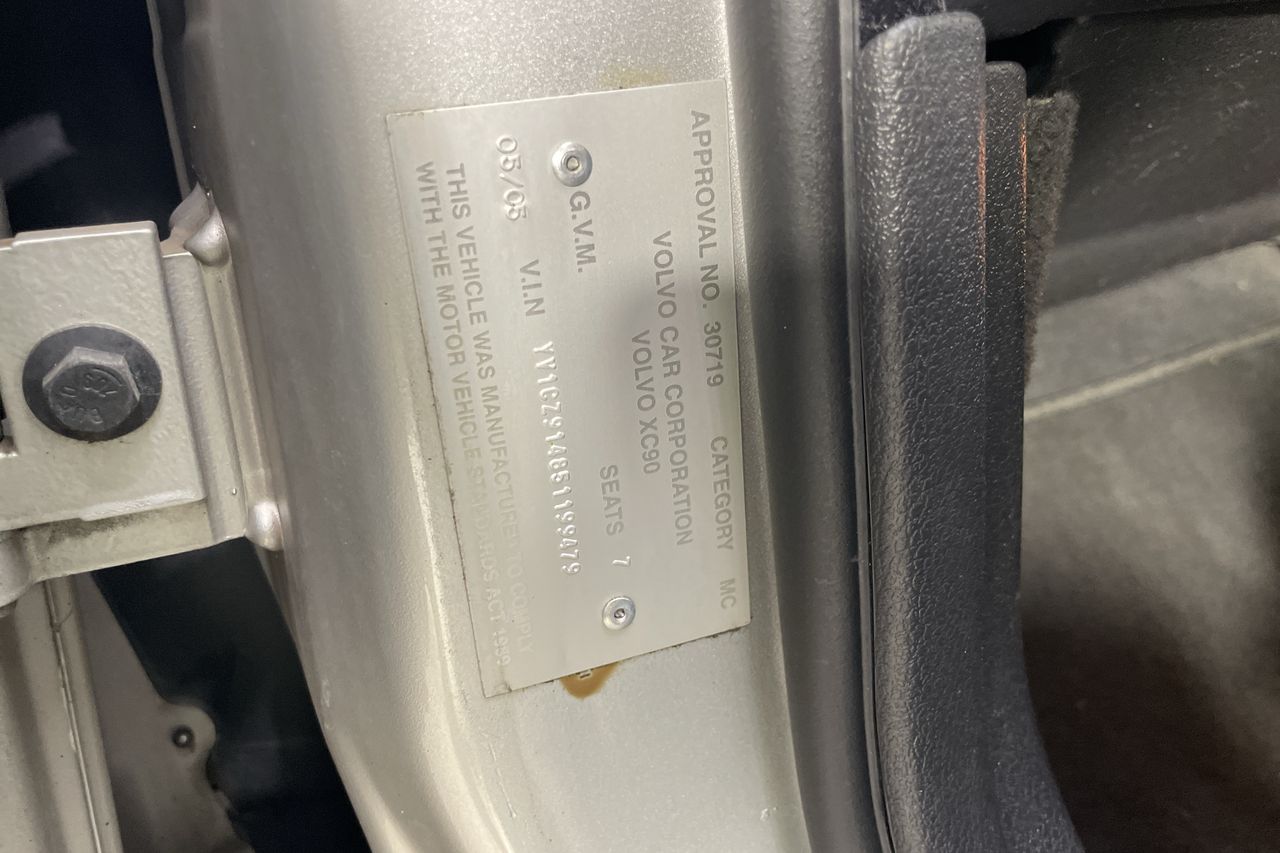 APPROVAL NO. 30719 CATEGORY MC
VOLVO CAR CORPORATION
VOLVO XC90
SEATS 7
G.V.M.
05/05 V.I.N YV1CZ914651199479
THIS VEHICLE WAS MANUFACTURED TO COMPLY
WITH THE MOTOR VEHICLE STANDARDS ACT 1989